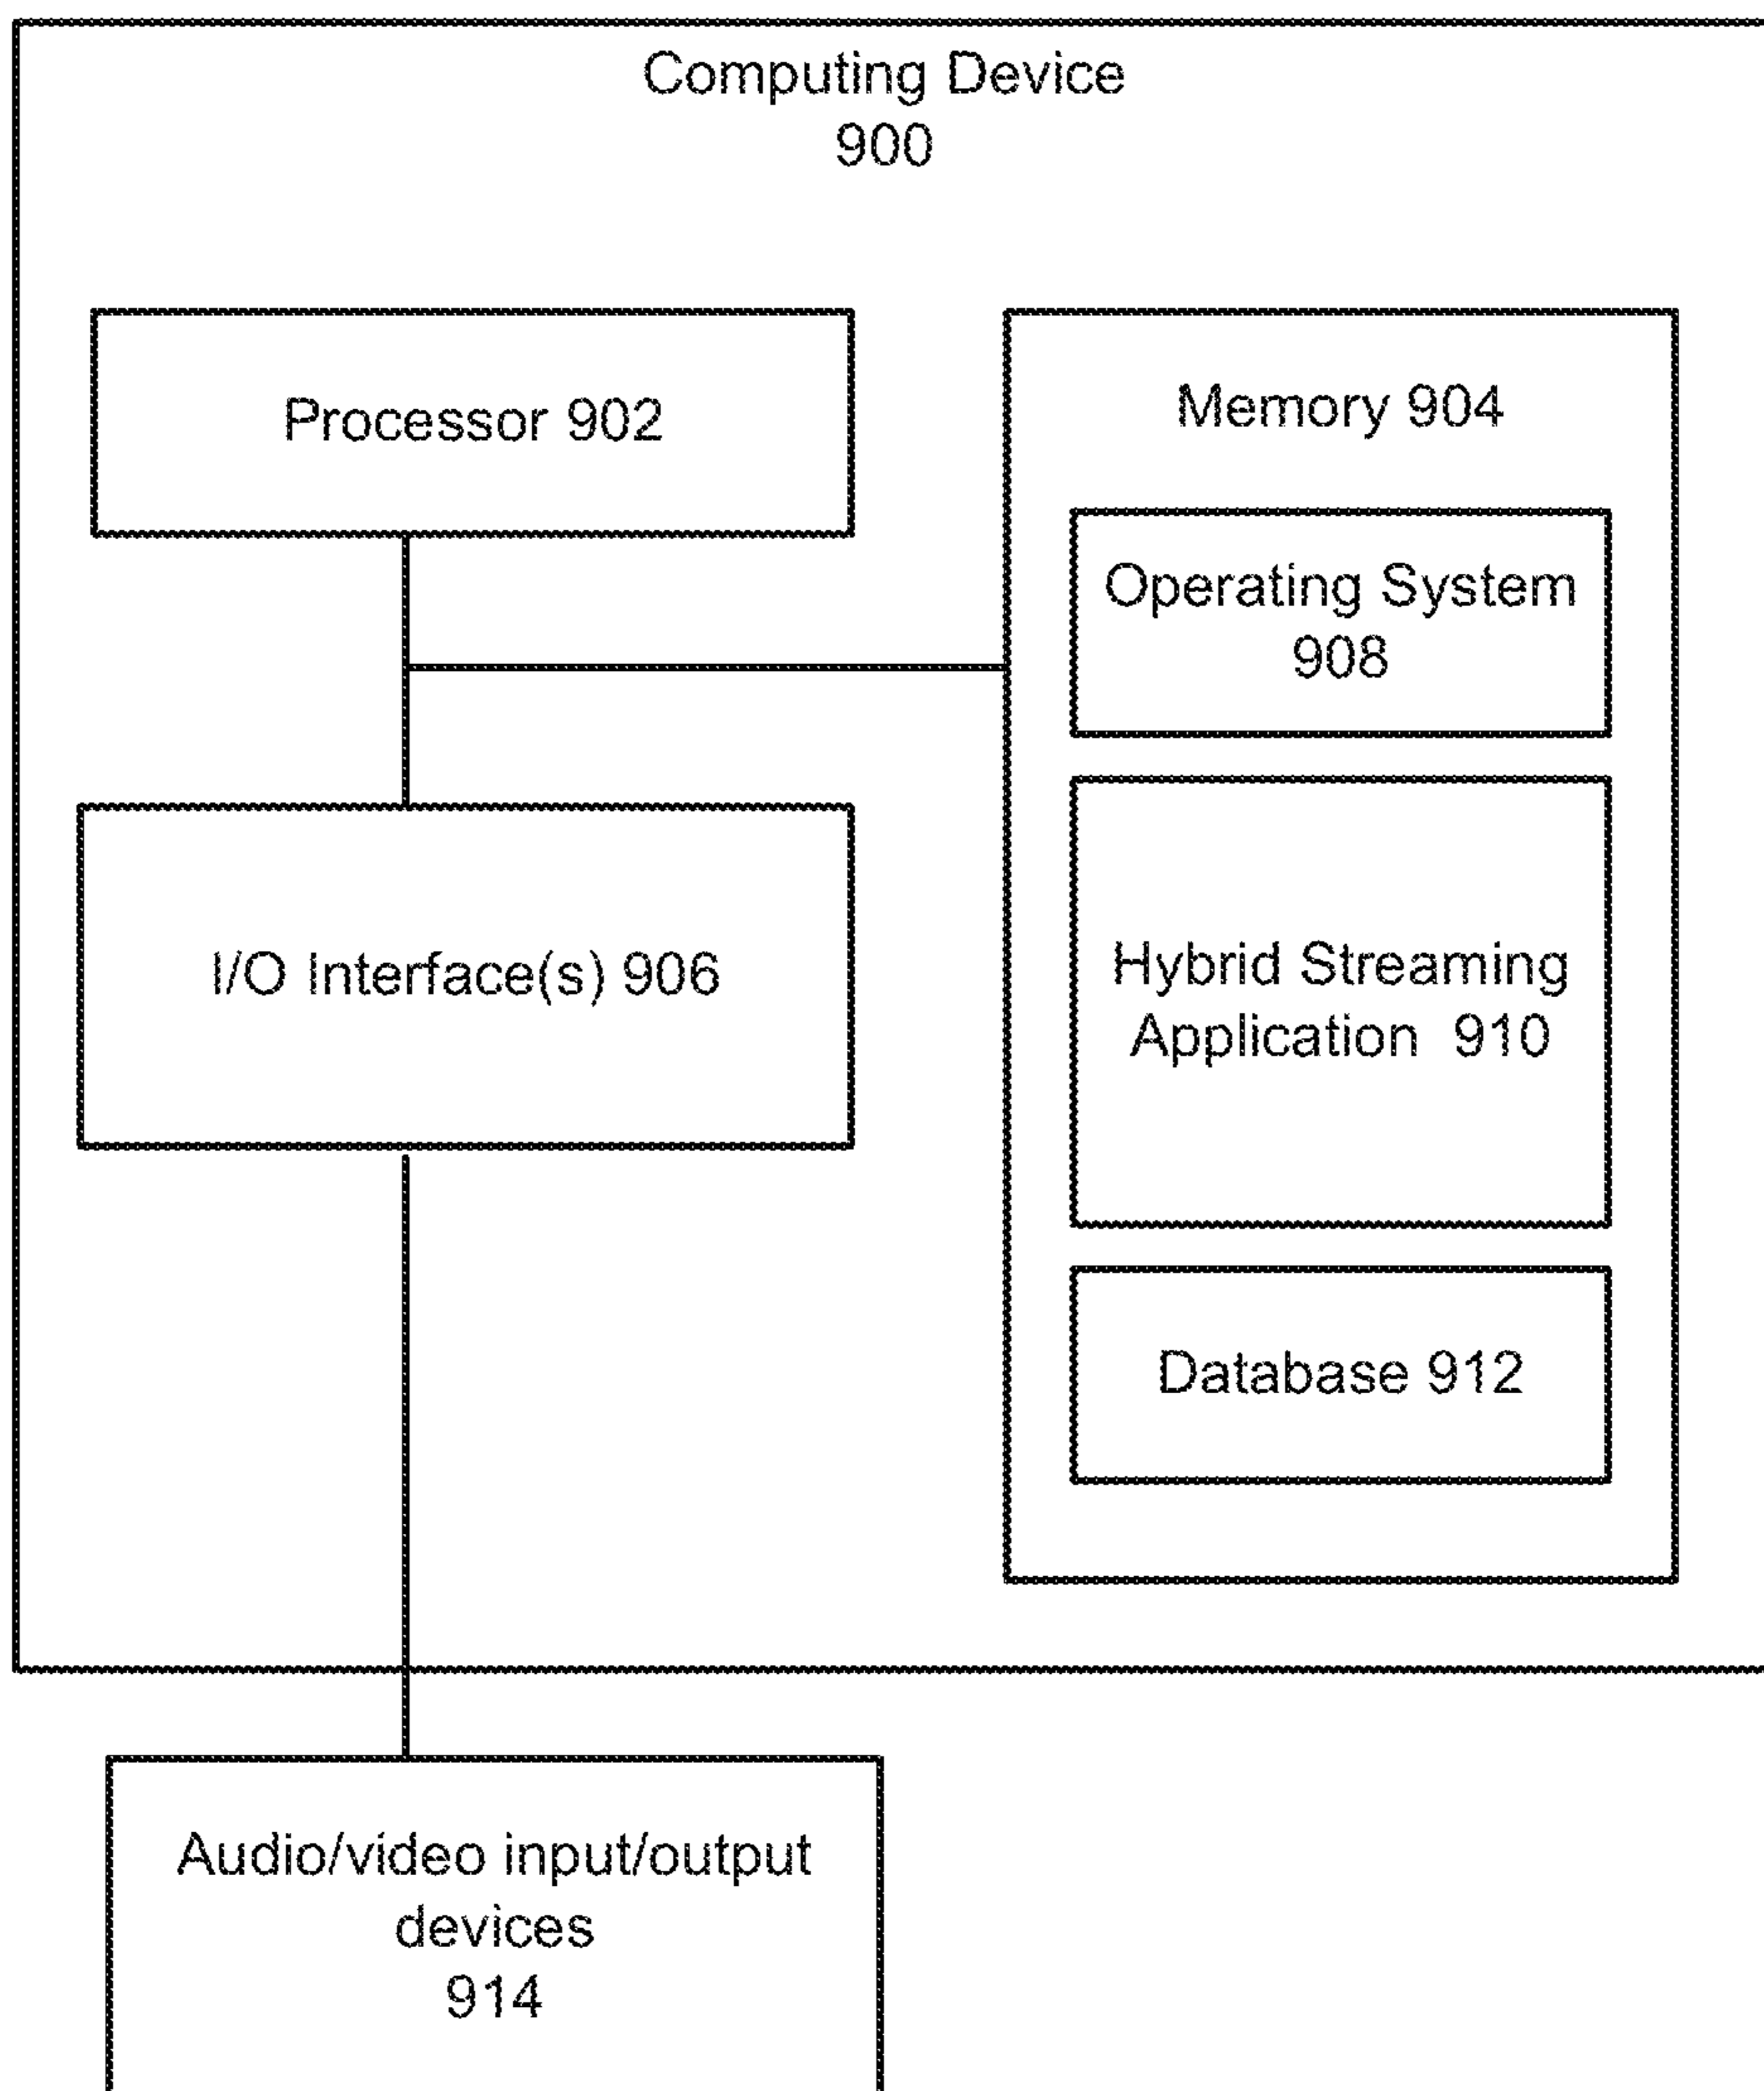 Computing Device
900
Processor 902
Memory 904
Operating System
908
I/O Interface(s) 906
Hybrid Streaming
Application 910
Database 912
Audio/video input/output
devices
914